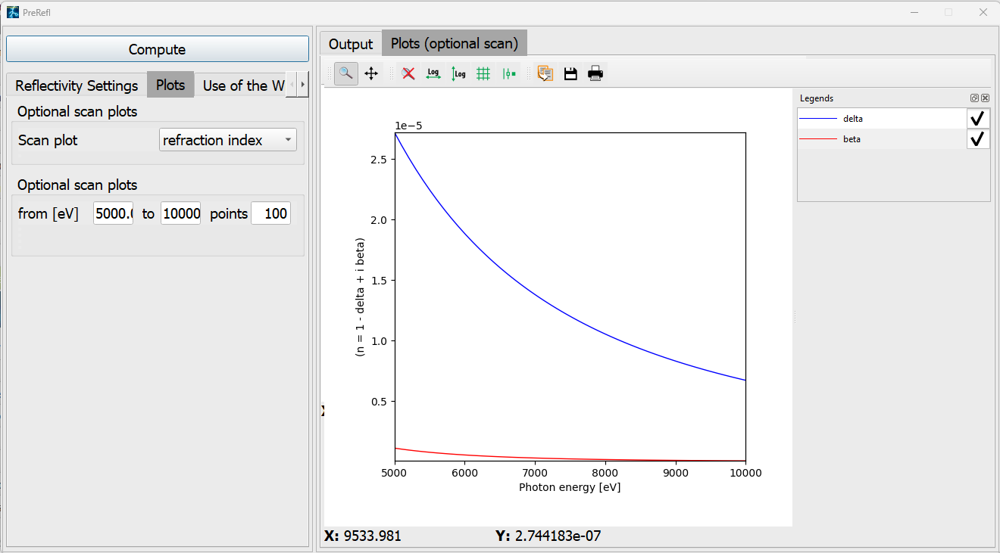 PreRefl
Compute
Reflectivity Settings Plots Use of the W
Optional scan plots
Scan plot refraction index
Optional scan plots
from [eV] 5000.0 to 10000 points 100
Output Plots (optional scan)
Log Log
Legends
delta
beta
1e−5
2.5
2.0
1.5
1.0
0.5
(n = 1 - delta + i beta)
5000 6000 7000 8000 9000 10000
Photon energy [eV]
X: 9533.981 Y: 2.744183e-07